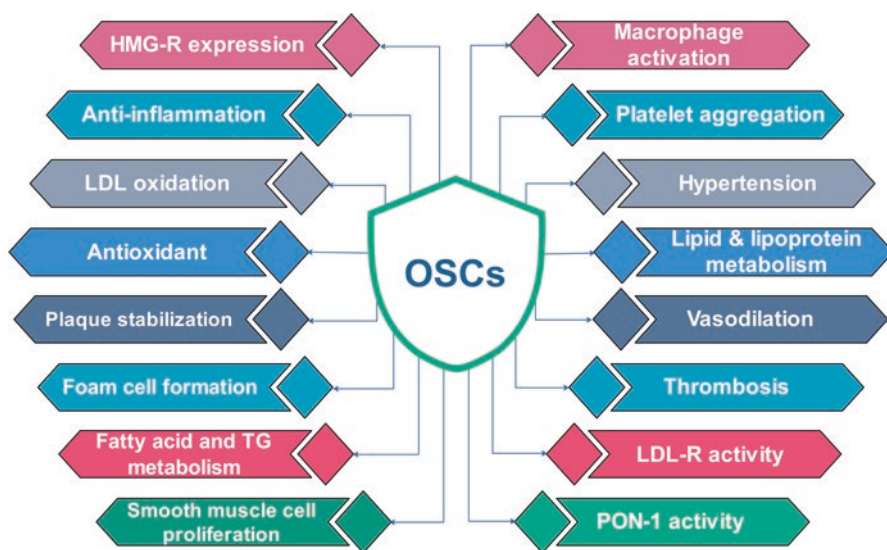 HMG-R expression
Anti-inflammation
LDL oxidation
Antioxidant
Plaque stabilization
Foam cell formation
Fatty acid and TG
metabolism
Smooth muscle cell
proliferation
OSCs
Macrophage
activation
Platelet aggregation
Hypertension
Lipid & lipoprotein
metabolism
Vasodilation
Thrombosis
LDL-R activity
PON-1 activity